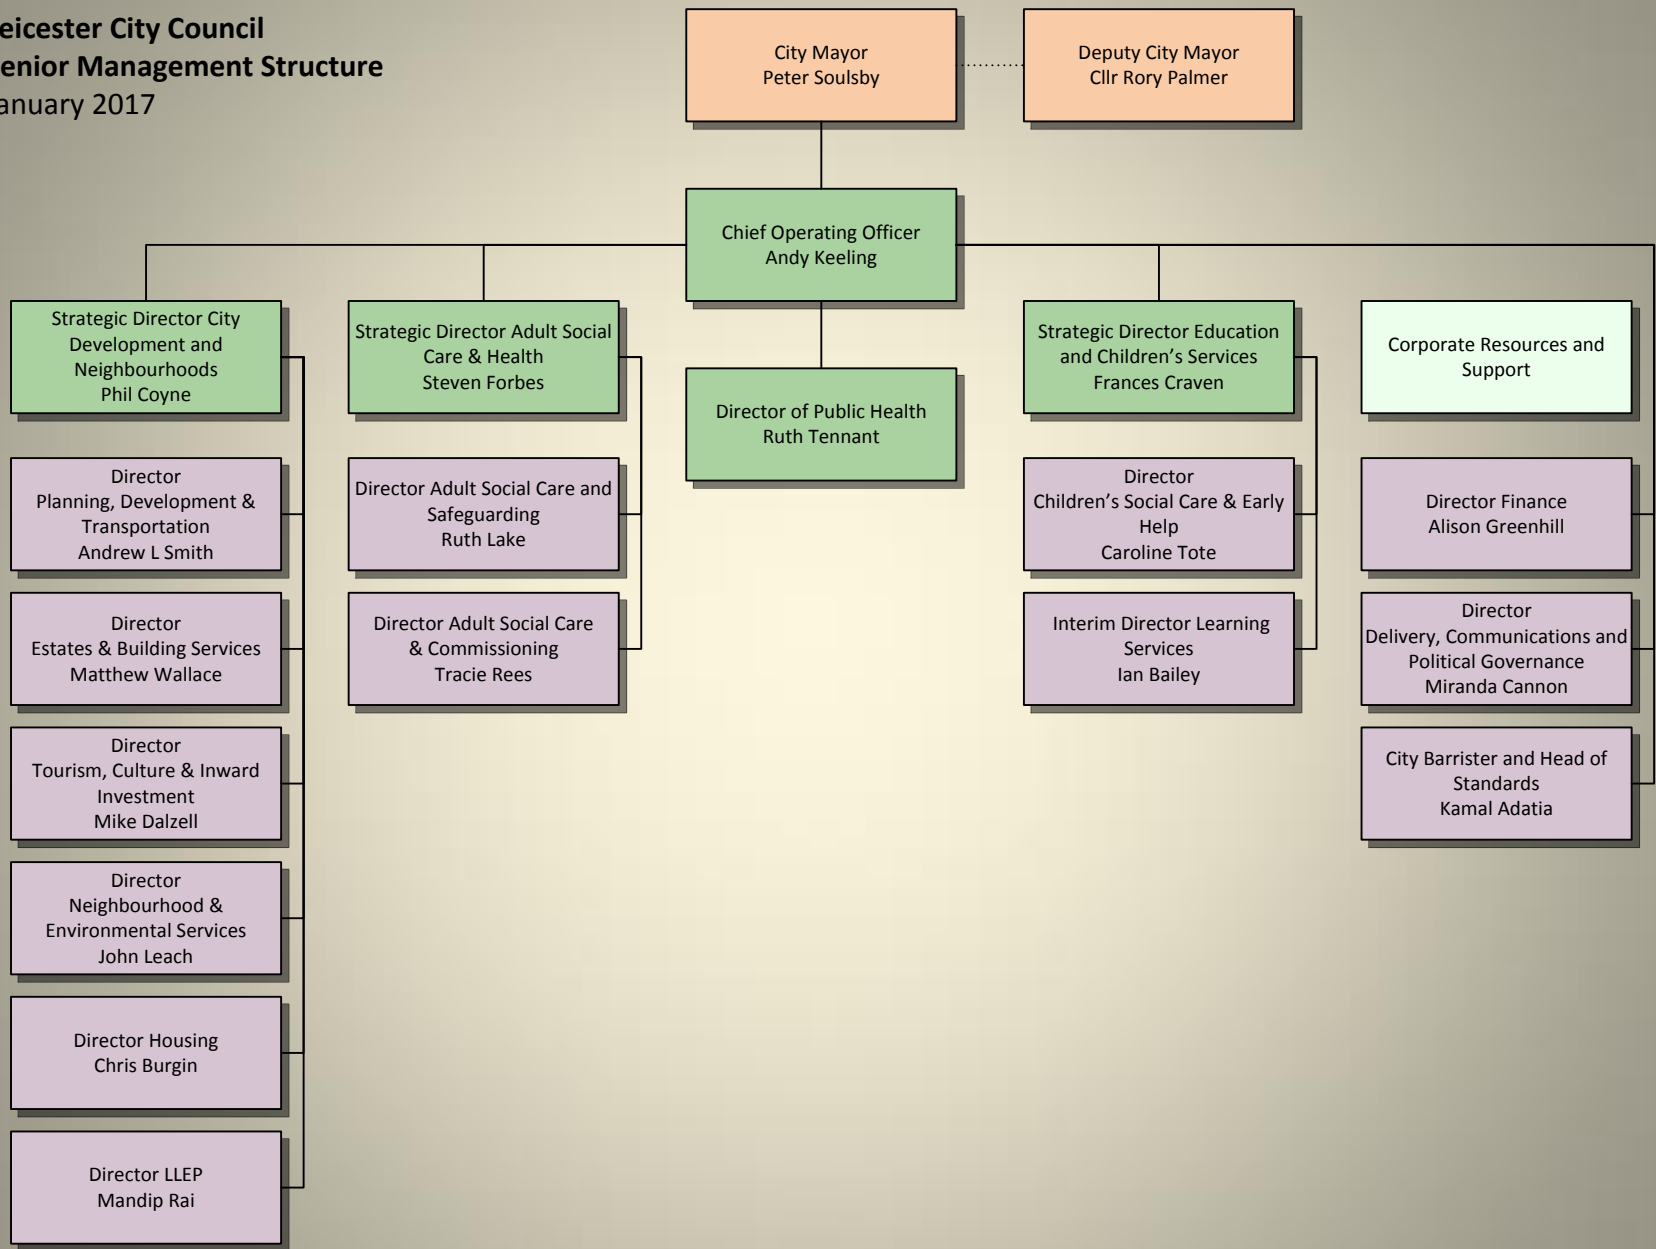 eicester City Council
enior Management Structure
anuary 2017
City Mayor
Peter Soulsby
Deputy City Mayor
Cllr Rory Palmer
Chief Operating Officer
Andy Keeling
Strategic Director City
Development and
Neighbourhoods
Phil Coyne
Strategic Director Adult Social
Care & Health
Steven Forbes
Director of Public Health
Ruth Tennant
Strategic Director Education
and Children’s Services
Frances Craven
Corporate Resources and
Support
Director
Planning, Development &
Transportation
Andrew L Smith
Director Adult Social Care and
Safeguarding
Ruth Lake
Director
Children’s Social Care & Early
Help
Caroline Tote
Director Finance
Alison Greenhill
Director
Estates & Building Services
Matthew Wallace
Director Adult Social Care
& Commissioning
Tracie Rees
Interim Director Learning
Services
Ian Bailey
Director
Delivery, Communications and
Political Governance
Miranda Cannon
Director
Tourism, Culture & Inward
Investment
Mike Dalzell
City Barrister and Head of
Standards
Kamal Adatia
Director
Neighbourhood &
Environmental Services
John Leach
Director Housing
Chris Burgin
Director LLEP
Mandip Rai